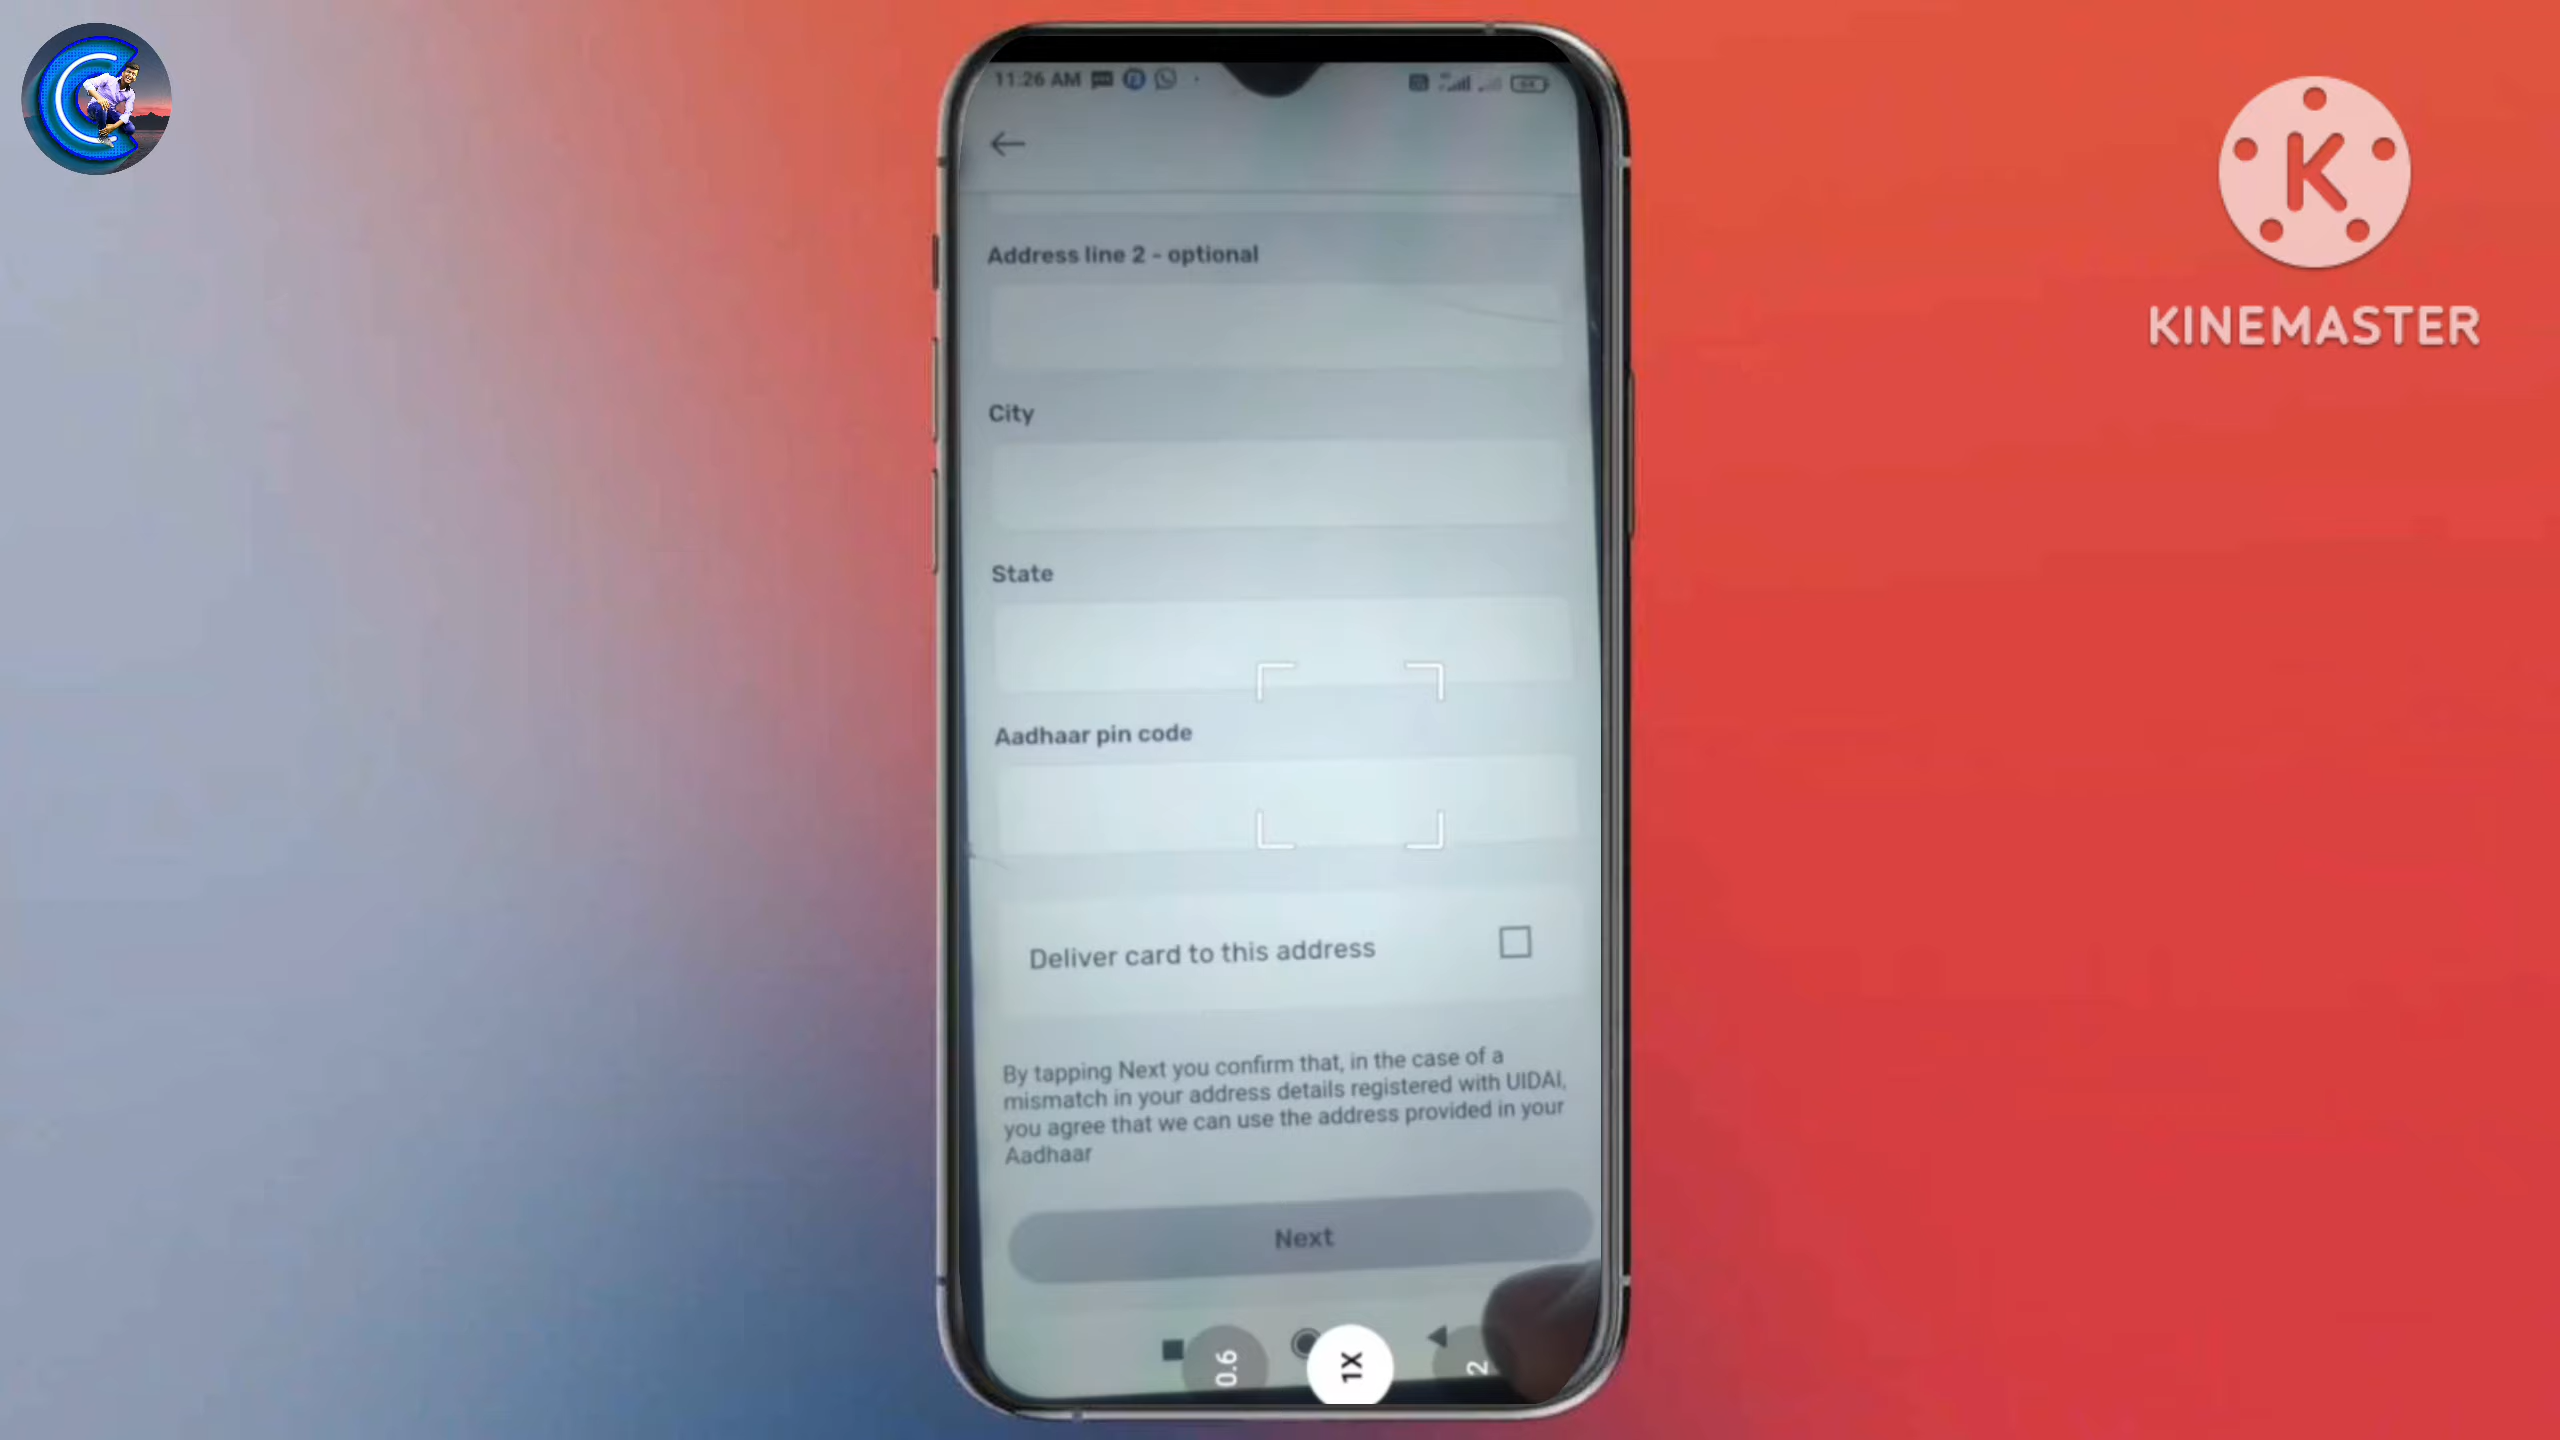 KINEMASTER
11:26 AM
Address line 2 - optional
City
State
Aadhaar pin code
Deliver card to this address
By tapping Next you confirm that, in the case of a
mismatch in your address details registered with UIDAI,
you agree that we can use the address provided in your
Aadhaar
Next
0.6
1X
2